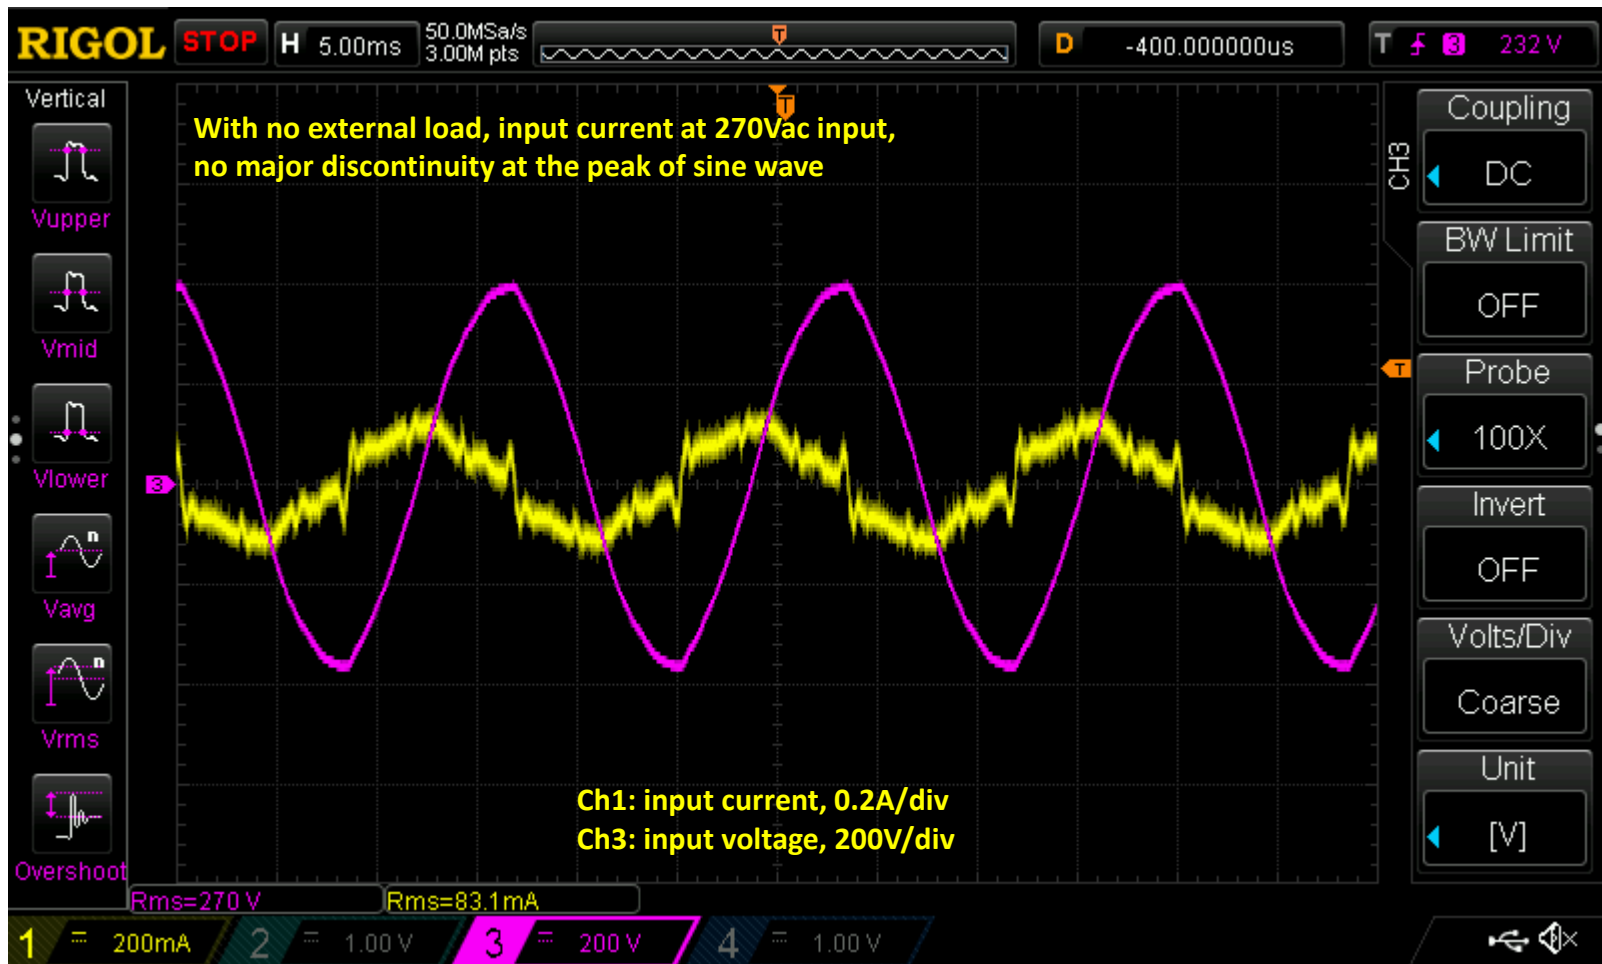 RIGOL STOP H 5.00ms 50.0MSa/s 3.00M pts T D -400.000000us T 3 232 V
Vertical
Vupper
Vmid
Vlower
Vavg
n
Vrms
n
Overshoot
T
With no external load, input current at 270Vac input,
no major discontinuity at the peak of sine wave
3
T
Ch1: input current, 0.2A/div
Ch3: input voltage, 200V/div
CH3
Coupling
DC
BW Limit
OFF
Probe
100X
Invert
OFF
Volts/Div
Coarse
Unit
[V]
Rms=270 V Rms=83.1mA
1 200mA 2 1.00 V 3 200 V 4 1.00 V